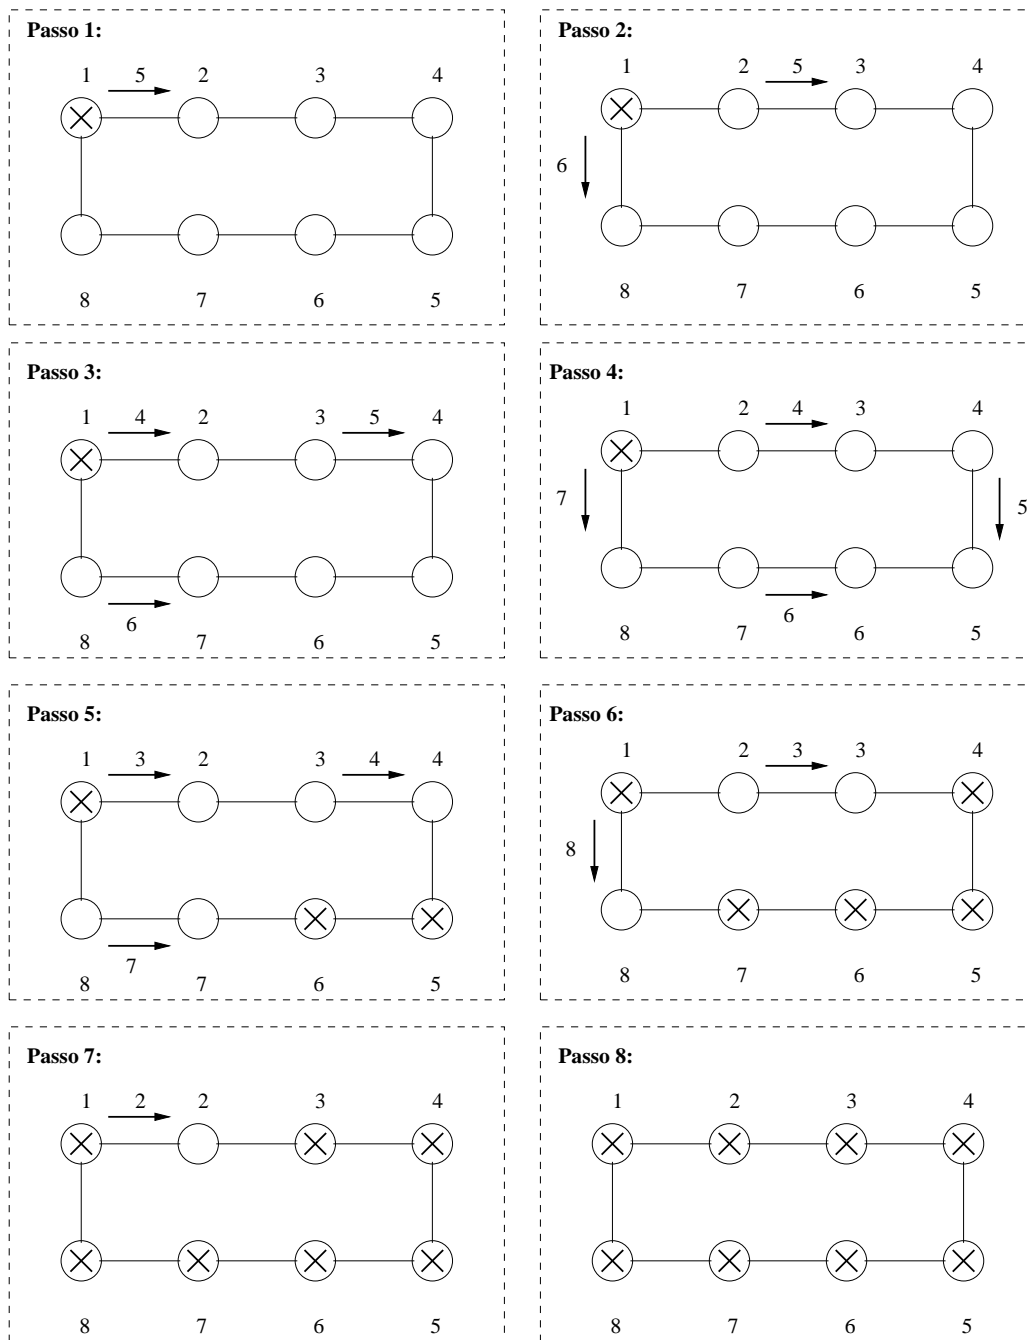 Passo 1:
1 5 2 3 4
8 7 6 5
Passo 2:
1 2 5 3 4
6
8 7 6 5
Passo 3:
1 4 2 3 5 4
6
8 7 6 5
Passo 4:
1 2 4 3 4
7 5
6
8 7 6 5
Passo 5:
1 3 2 3 4 4
7
8 7 6 5
Passo 6:
1 2 3 3 4
8
8 7 6 5
Passo 7:
1 2 2 3 4
8 7 6 5
Passo 8:
1 2 3 4
8 7 6 5